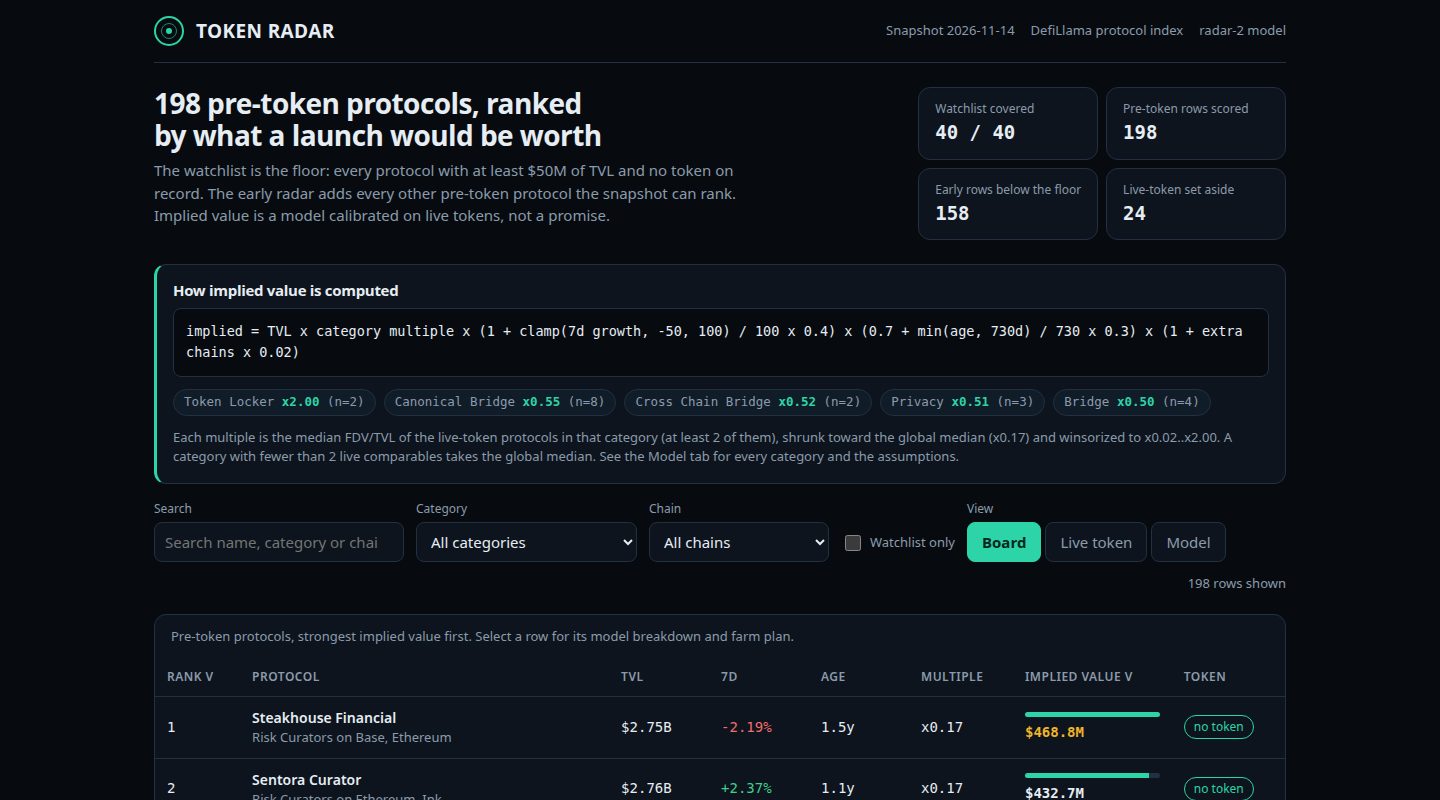 TOKEN RADAR
Snapshot 2026-11-14 DefiLlama protocol index radar-2 model
198 pre-token protocols, ranked
by what a launch would be worth
The watchlist is the floor: every protocol with at least $50M of TVL and no token on
record. The early radar adds every other pre-token protocol the snapshot can rank.
Implied value is a model calibrated on live tokens, not a promise.
Watchlist covered
40 / 40
Pre-token rows scored
198
Early rows below the floor
158
Live-token set aside
24
How implied value is computed
implied = TVL x category multiple x (1 + clamp(7d growth, -50, 100) / 100 x 0.4) x (0.7 + min(age, 730d) / 730 x 0.3) x (1 + extra
chains x 0.02)
Token Locker x2.00 (n=2) Canonical Bridge x0.55 (n=8) Cross Chain Bridge x0.52 (n=2) Privacy x0.51 (n=3) Bridge x0.50 (n=4)
Each multiple is the median FDV/TVL of the live-token protocols in that category (at least 2 of them), shrunk toward the global median (x0.17) and winsorized to x0.02..x2.00. A
category with fewer than 2 live comparables takes the global median. See the Model tab for every category and the assumptions.
Search Category Chain View
Search name, category or chai All categories All chains Watchlist only Board Live token Model
198 rows shown
Pre-token protocols, strongest implied value first. Select a row for its model breakdown and farm plan.
RANK V PROTOCOL TVL 7D AGE MULTIPLE IMPLIED VALUE V TOKEN
1 Steakhouse Financial $2.75B -2.19% 1.5y x0.17 $468.8M no token
Risk Curators on Base, Ethereum
2 Sentora Curator $2.76B +2.37% 1.1y x0.17 $432.7M no token
Risk Curators on Ethereum, Ink